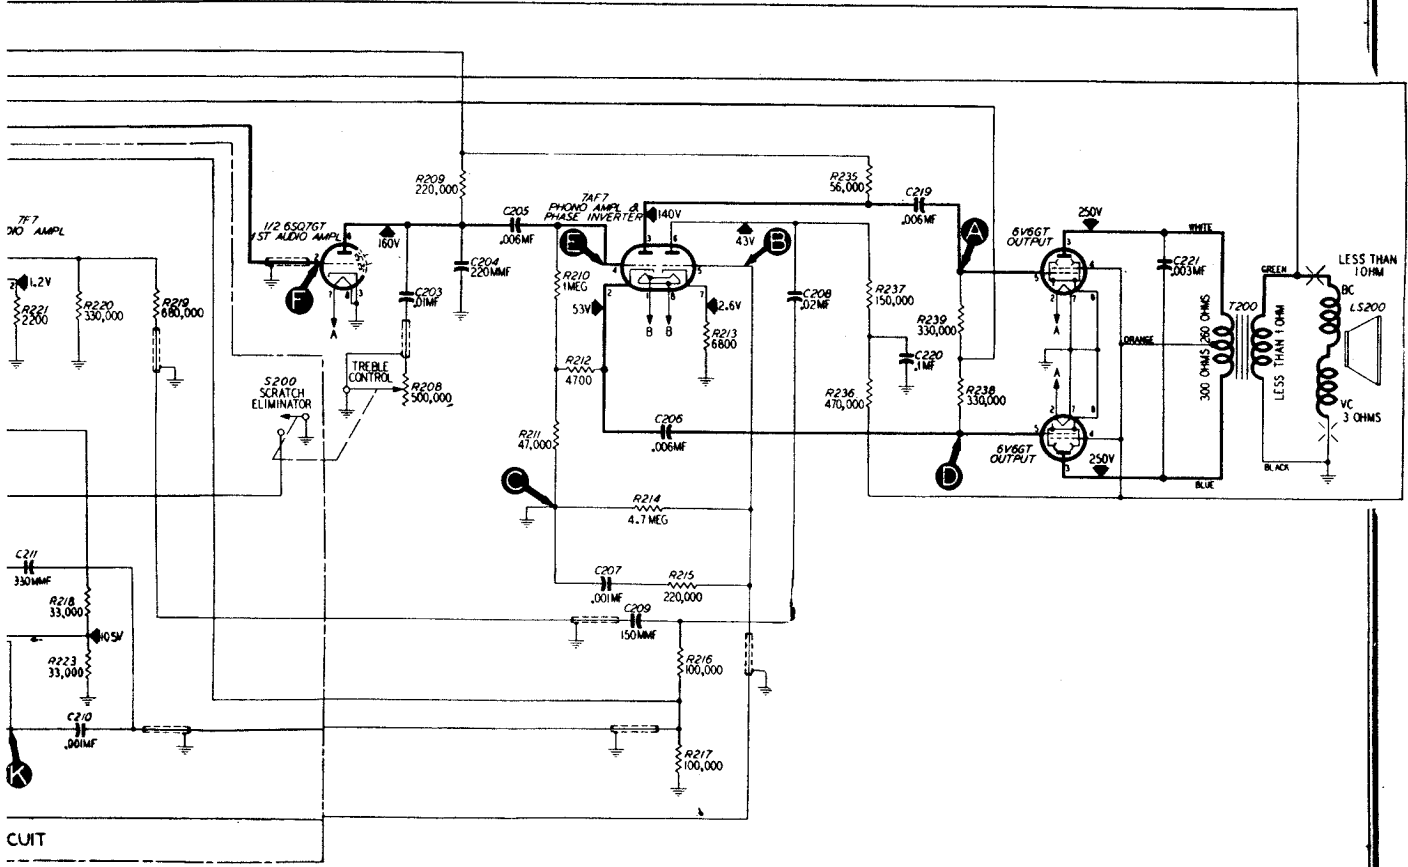 R209
220,000
C205
.006MF
7AF7
PHONO AMPL &
PHASE INVERTER
140V
R235
56,000
C219
.006MF
A
250V
WHITE
6V6GT
OUTPUT
7F7
AMPL
1/2 6SQ7GT
1ST AUDIO AMPL
160V
43V
B
E
F
C204
220MMF
C203
.01MF
R210
1 MEG
53V
2.6V
R213
6800
C208
.02MF
R237
150,000
R239
330,000
C220
.1MF
C221
.003MF
GREEN
LESS THAN
1 OHM
BC
LS200
T200
300 OHMS
260 OHMS
LESS THAN 1 OHM
ORANGE
1.2V
R221
2200
R220
330,000
R219
680,000
A
B
B
A
A
R212
4700
TREBLE
CONTROL
R208
500,000
S200
SCRATCH
ELIMINATOR
R236
470,000
R238
330,000
VC
3 OHMS
R211
47,000
C206
.006MF
6V6GT
OUTPUT
250V
BLACK
BLUE
D
C
R214
4.7 MEG
C211
330MMF
C207
.001MF
R215
220,000
R218
33,000
C209
150MMF
105V
R223
33,000
R216
100,000
C210
.001MF
R217
100,000
K
CUIT